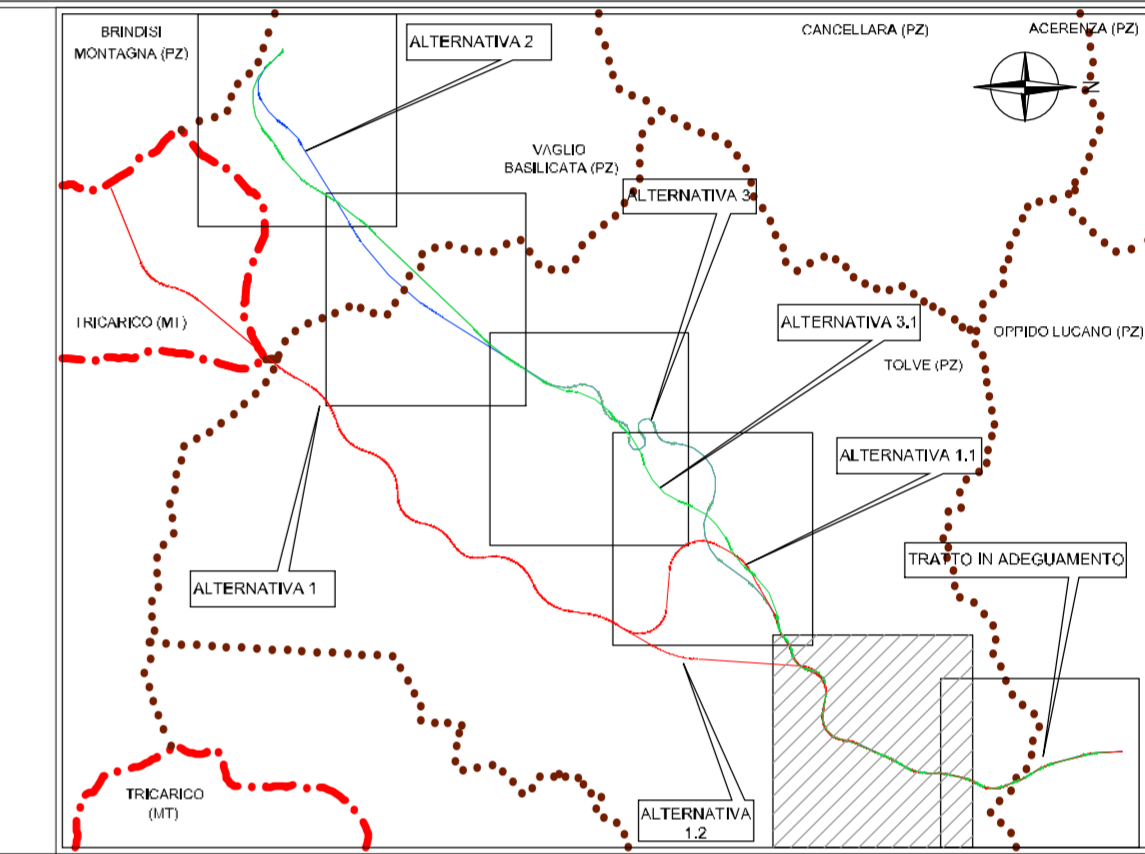 BRINDISI
MONTAGNA (PZ)
ALTERNATIVA 2
CANCELLARA (PZ)
ACERENZA (PZ)
N
VAGLIO
BASILICATA (PZ)
ALTERNATIVA 3
TRICARICO (MT)
ALTERNATIVA 3.1
OPPIDO LUCANO (PZ)
TOLVE (PZ)
ALTERNATIVA 1.1
TRATTO IN ADEGUAMENTO
ALTERNATIVA 1
TRICARICO
(MT)
ALTERNATIVA
1.2